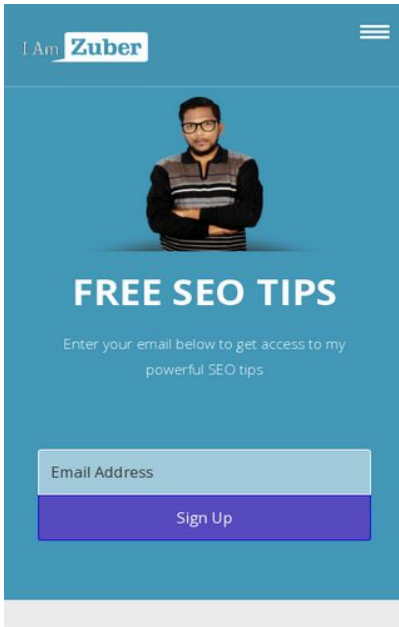 I Am Zuber
FREE SEO TIPS
Enter your email below to get access to my
powerful SEO tips
Email Address
Sign Up